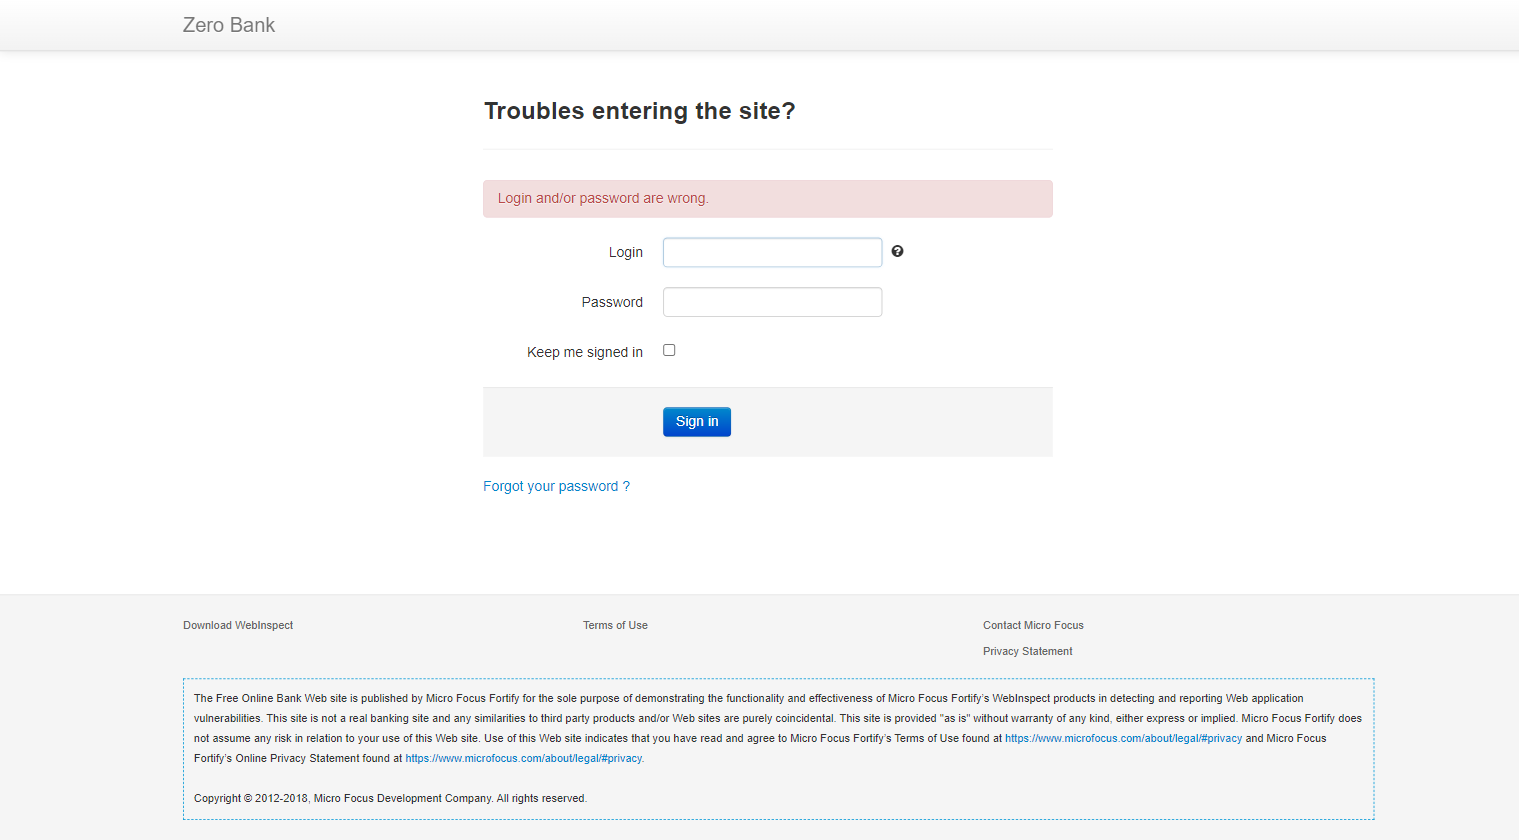 Zero Bank
Troubles entering the site?
Login and/or password are wrong.
Login
Password
Keep me signed in
Sign in
Forgot your password ?
Download WebInspect
Terms of Use
Contact Micro Focus
Privacy Statement
The Free Online Bank Web site is published by Micro Focus Fortify for the sole purpose of demonstrating the functionality and effectiveness of Micro Focus Fortify's WebInspect products in detecting and reporting Web application
vulnerabilities. This site is not a real banking site and any similarities to third party products and/or Web sites are purely coincidental. This site is provided "as is" without warranty of any kind, either express or implied. Micro Focus Fortify does
not assume any risk in relation to your use of this Web site. Use of this Web site indicates that you have read and agree to Micro Focus Fortify's Terms of Use found at https://www.microfocus.com/about/legal/#privacy and Micro Focus
Fortify's Online Privacy Statement found at https://www.microfocus.com/about/legal/#privacy.
Copyright © 2012-2018, Micro Focus Development Company. All rights reserved.